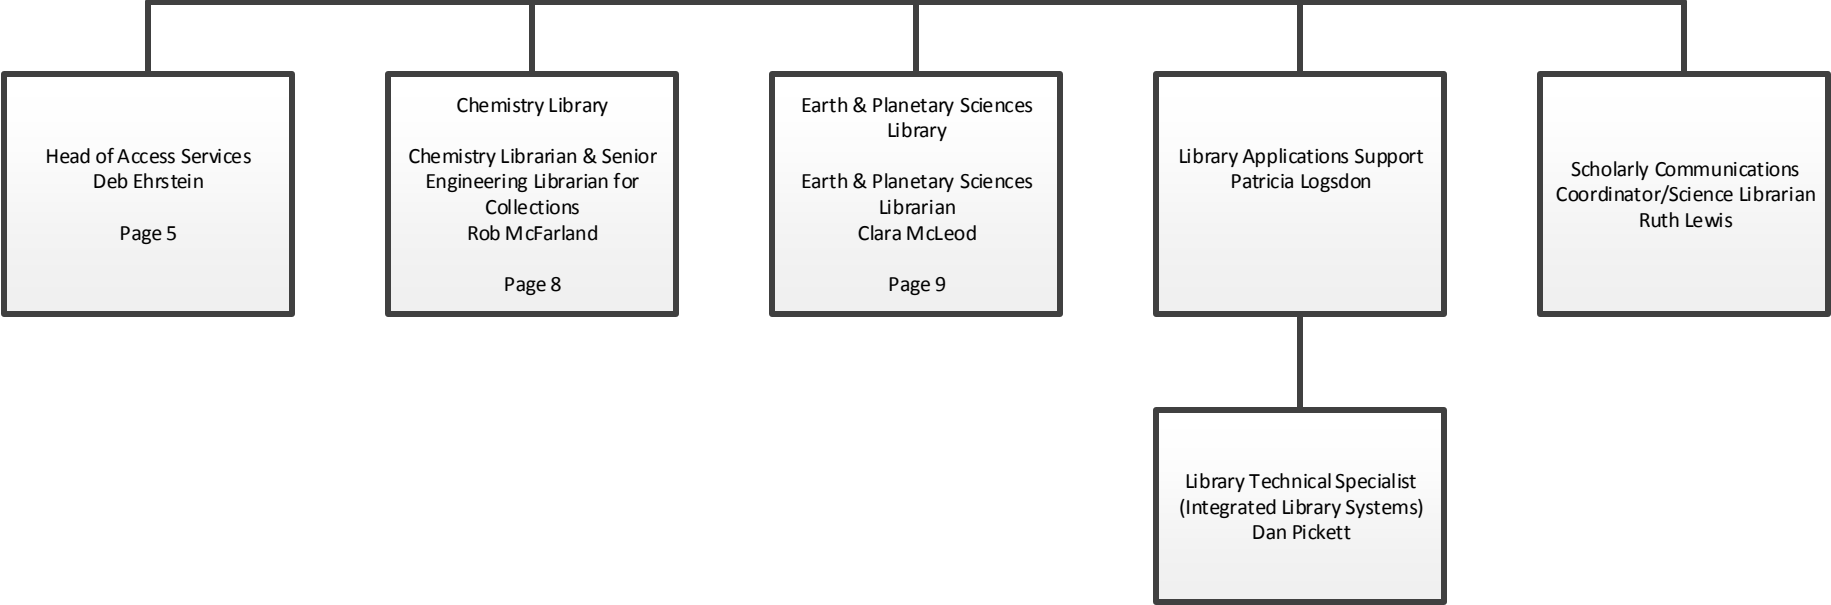 Head of Access Services
Deb Ehrstein
Page 5
Chemistry Library
Chemistry Librarian & Senior
Engineering Librarian for
Collections
Rob McFarland
Page 8
Earth & Planetary Sciences
Library
Earth & Planetary Sciences
Librarian
Clara McLeod
Page 9
Library Applications Support
Patricia Logsdon
Scholarly Communications
Coordinator/Science Librarian
Ruth Lewis
Library Technical Specialist
(Integrated Library Systems)
Dan Pickett